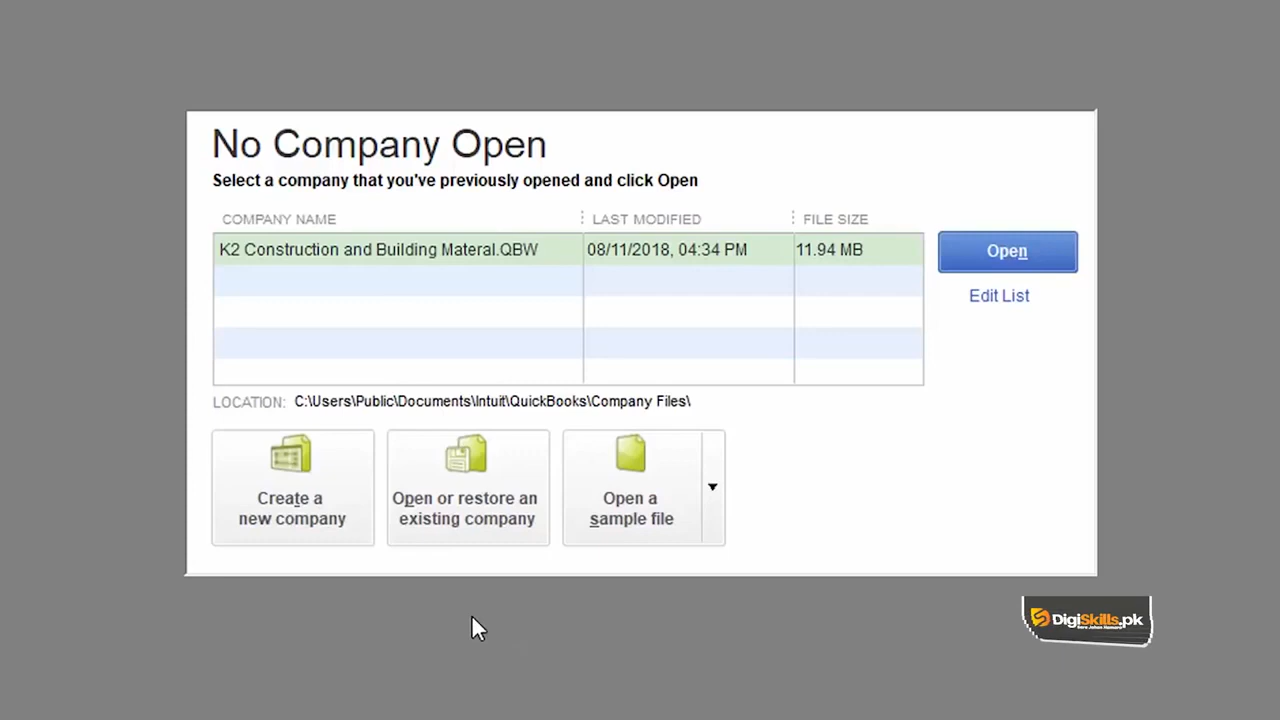 No Company Open
Select a company that you've previously opened and click Open
COMPANY NAME LAST MODIFIED FILE SIZE
K2 Construction and Building Materal.QBW 08/11/2018, 04:34 PM 11.94 MB
Open
Edit List
LOCATION: C:\Users\Public\Documents\Intuit\QuickBooks\Company Files\
Create a
new company
Open or restore an
existing company
Open a
sample file
DigiSkills.pk